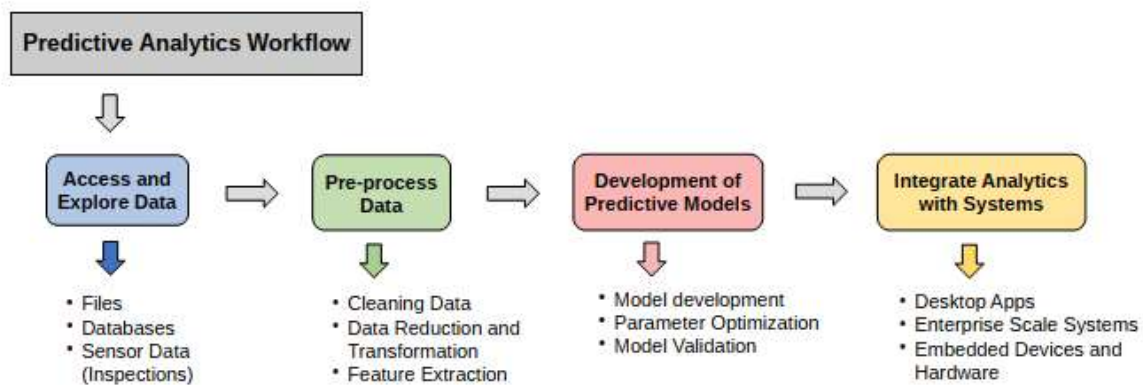 Predictive Analytics Workflow
Access and
Explore Data
Pre-process
Data
Development of
Predictive Models
Integrate Analytics
with Systems
• Files
• Databases
• Sensor Data
(Inspections)
• Cleaning Data
• Data Reduction and
Transformation
• Feature Extraction
• Model development
• Parameter Optimization
• Model Validation
• Desktop Apps
• Enterprise Scale Systems
• Embedded Devices and
Hardware